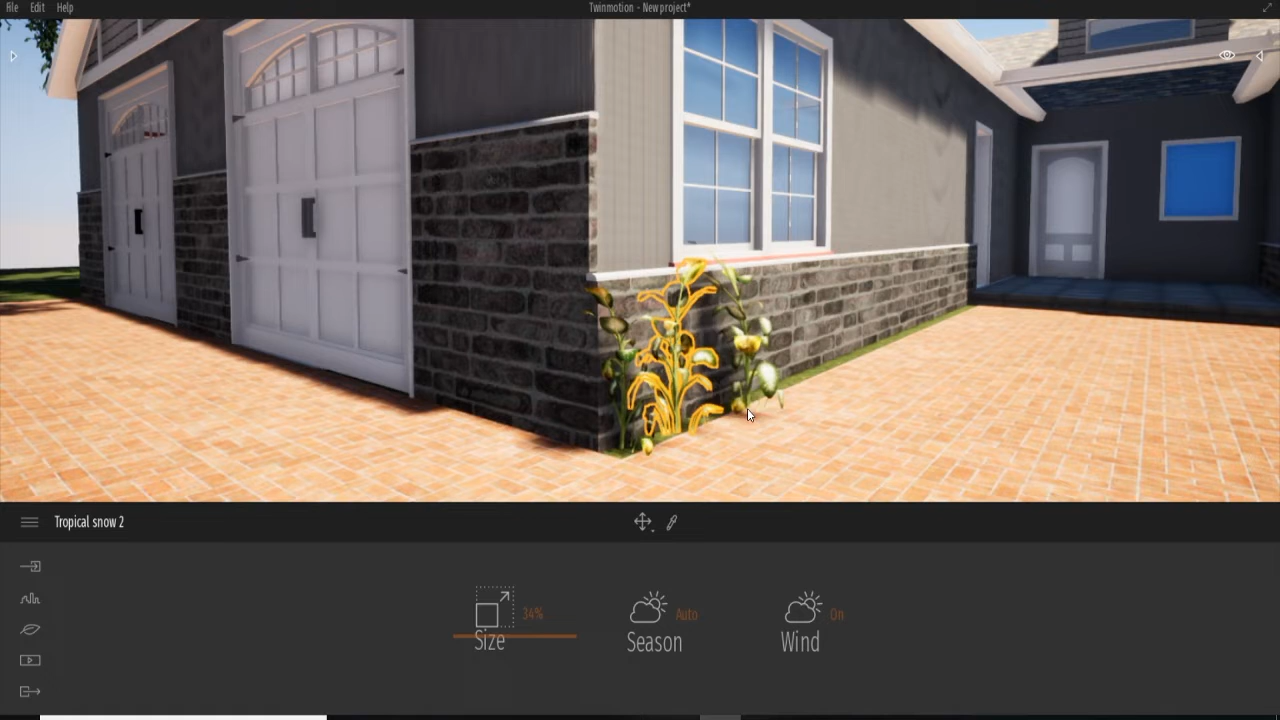 File Edit Help
Twinmotion - New project*
Tropical snow 2
34%
Size
Auto
Season
On
Wind